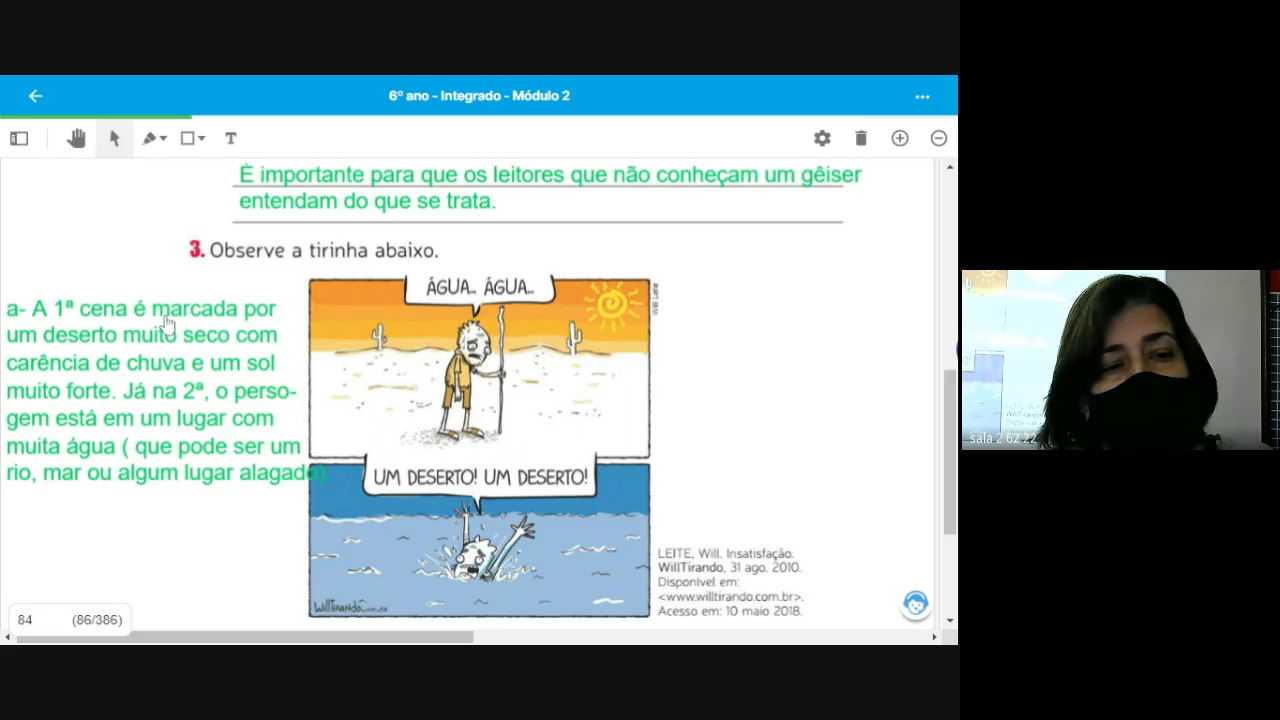 6º ano - Integrado - Módulo 2
É importante para que os leitores que não conheçam um gêiser
entendam do que se trata.
3. Observe a tirinha abaixo.
a- A 1ª cena é marcada por
um deserto muito seco com
carência de chuva e um sol
muito forte. Já na 2ª, o perso-
gem está em um lugar com
muita água ( que pode ser um
rio, mar ou algum lugar alagado).
ÁGUA... ÁGUA...
Will Leite
UM DESERTO! UM DESERTO!
WILLTIRANDO.COM.BR
LEITE, Will. Insatisfação.
WillTirando, 31 ago. 2010.
Disponível em:
<www.willtirando.com.br>.
Acesso em: 10 maio 2018.
84 (86/386)
T
sala 2 62 22